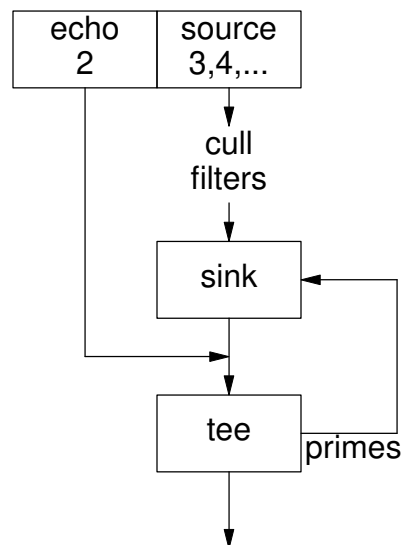 echo
2
source
3,4,...
cull
filters
sink
tee
primes